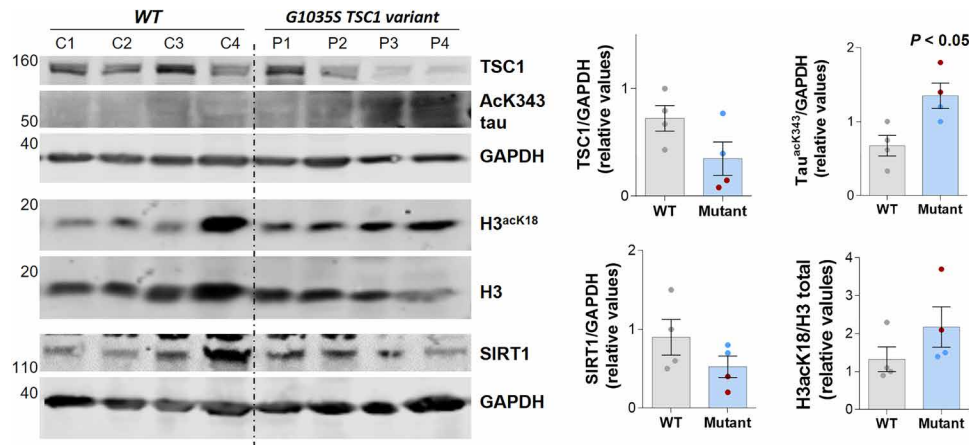 WT
G1035S TSC1 variant
C1 C2 C3 C4 P1 P2 P3 P4
160
TSC1
AcK343
tau
50
40
GAPDH
20
H3acK18
20
H3
SIRT1
110
40
GAPDH
TSC1/GAPDH
(relative values)
1
0
WT Mutant
P < 0.05
TauacK343/GAPDH
(relative values)
2
1
0
WT Mutant
SIRT1/GAPDH
(relative values)
2
1
0
WT Mutant
H3acK18/H3 total
(relative valules)
4
3
2
1
0
WT Mutant